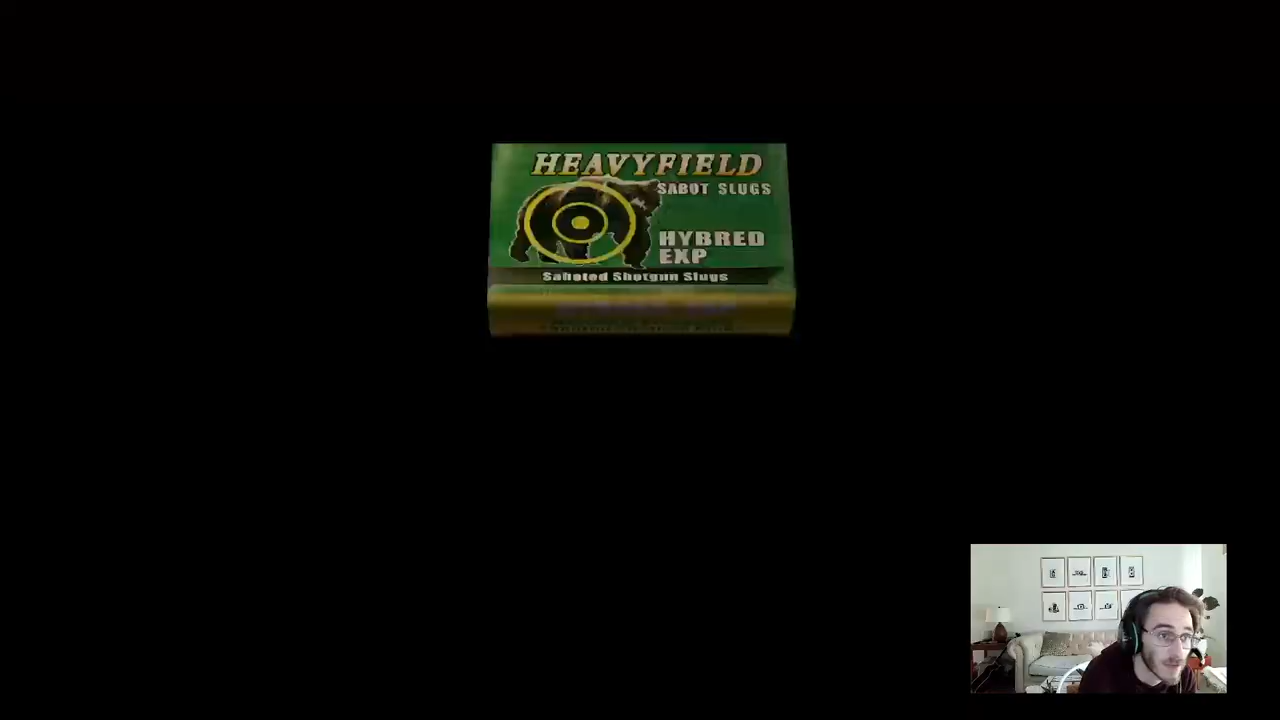 HEAVYFIELD
SABOT SLUGS
HYBRED
EXP
Saboted Shotgun Slugs